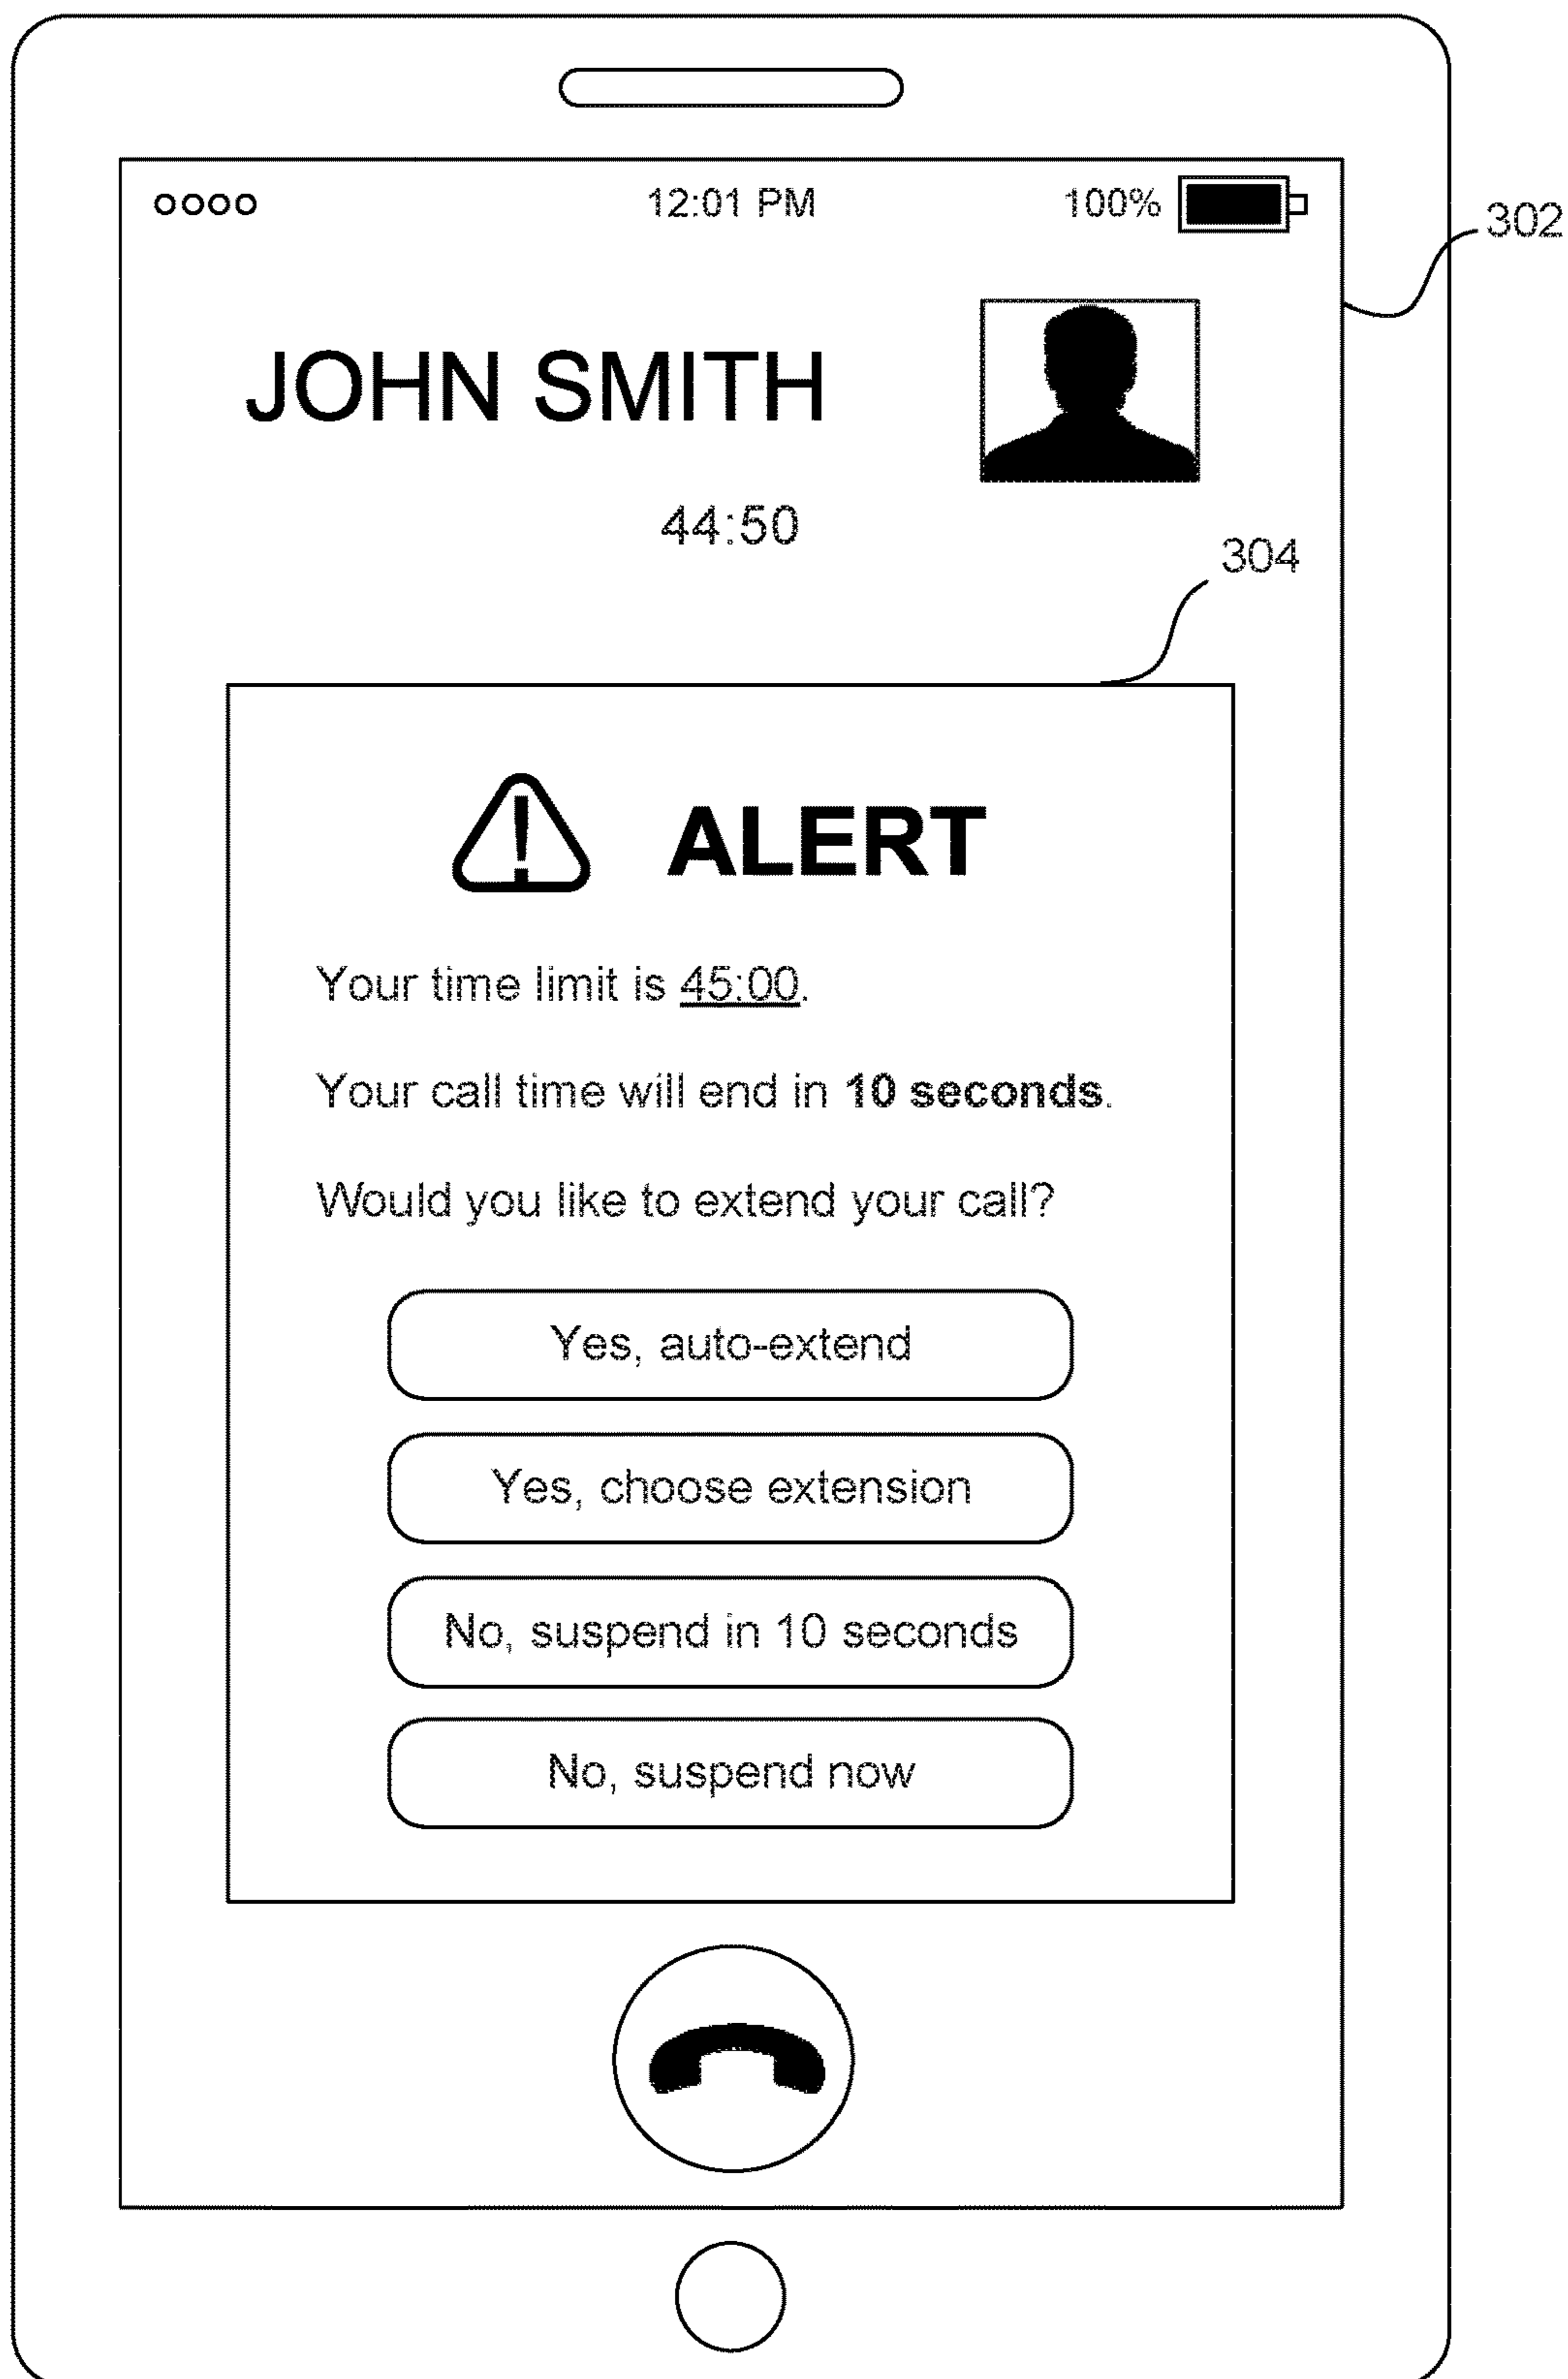 12:01 PM 100%
302
JOHN SMITH
44:50
304
ALERT
Your time limit is 45:00.
Your call time will end in 10 seconds.
Would you like to extend your call?
Yes, auto-extend
Yes, choose extension
No, suspend in 10 seconds
No, suspend now